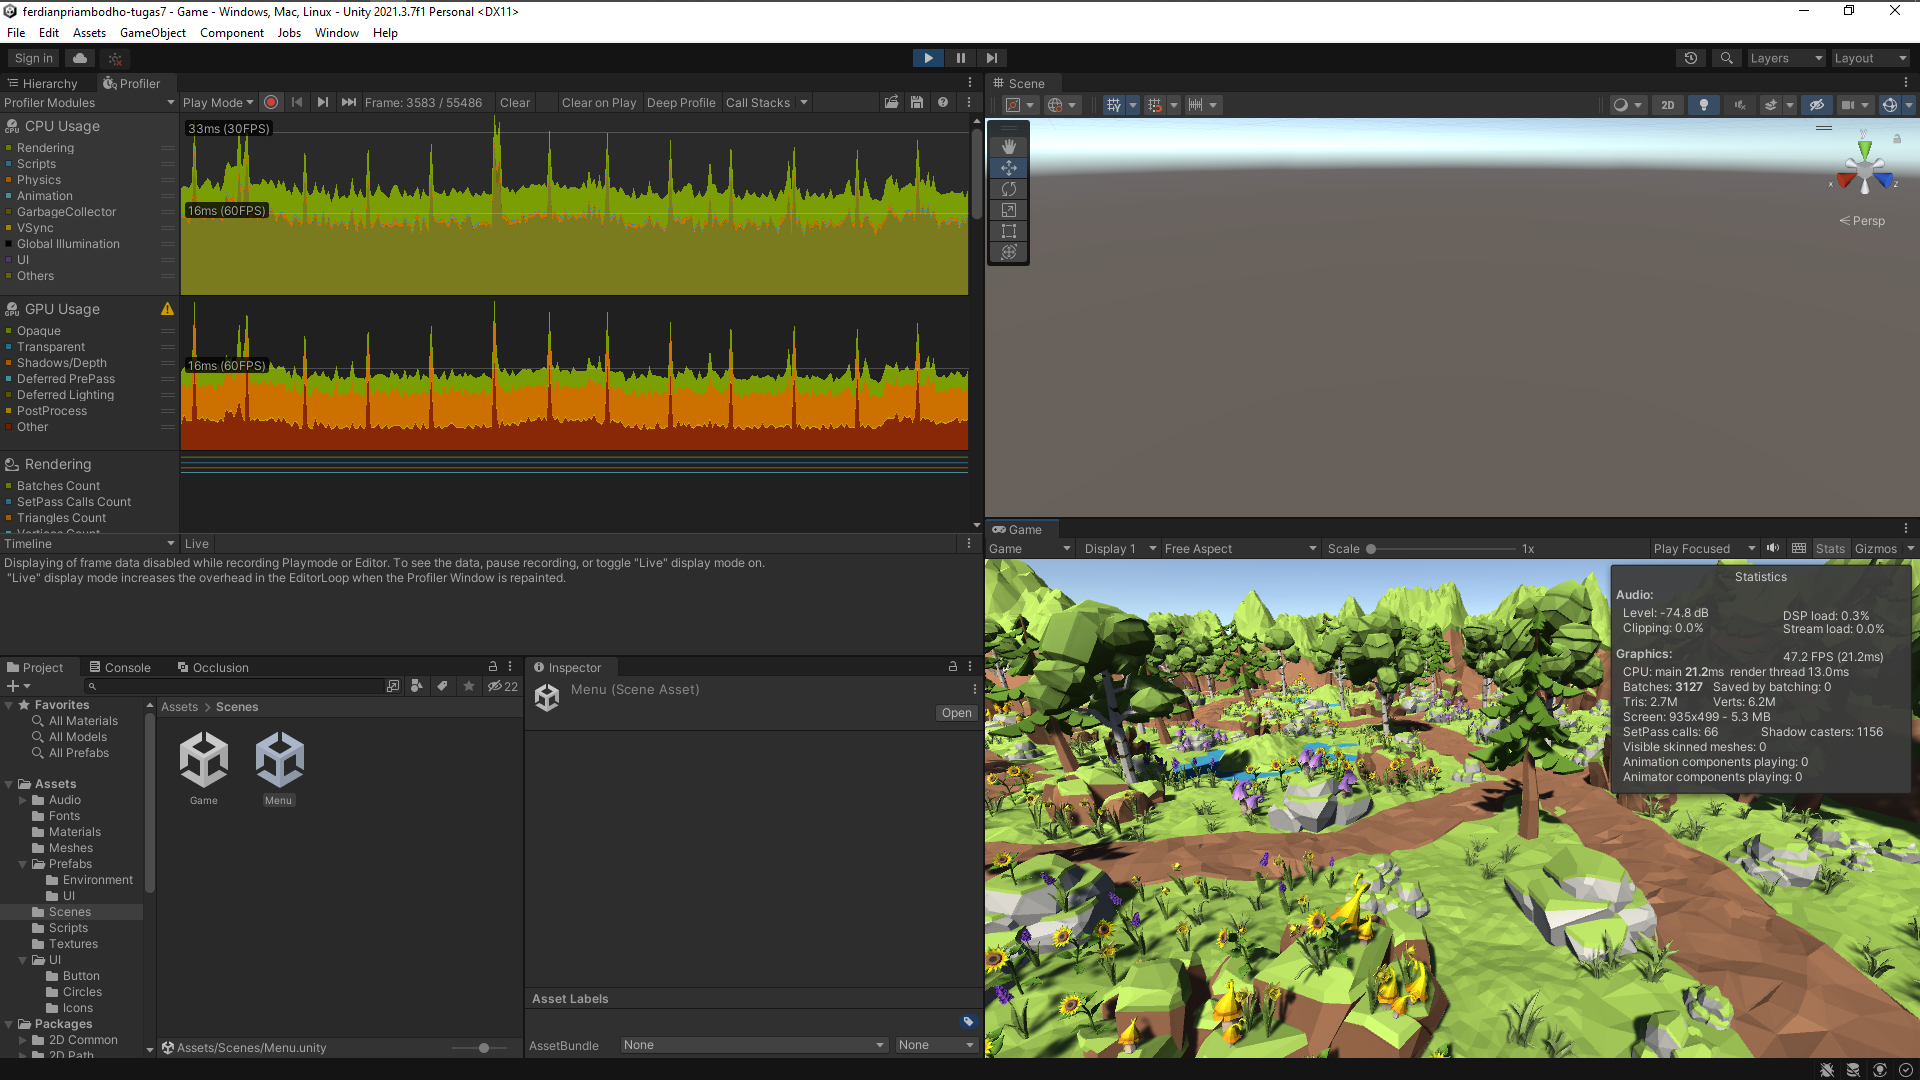 ferdianpriambodho-tugas7 - Game - Windows, Mac, Linux - Unity 2021.3.7f1 Personal <DX11>
File Edit Assets GameObject Component Jobs Window Help
Sign in
Layers Layout
Hierarchy Profiler
Profiler Modules Play Mode Frame: 3583 / 55486 Clear Clear on Play Deep Profile Call Stacks
CPU Usage
Rendering
Scripts
Physics
Animation
GarbageCollector
VSync
Global Illumination
UI
Others
33ms (30FPS)
16ms (60FPS)
GPU Usage
Opaque
Transparent
Shadows/Depth
Deferred PrePass
Deferred Lighting
PostProcess
Other
16ms (60FPS)
Rendering
Batches Count
SetPass Calls Count
Triangles Count
Vertices Count
Timeline Live
Displaying of frame data disabled while recording Playmode or Editor. To see the data, pause recording, or toggle "Live" display mode on.
"Live" display mode increases the overhead in the EditorLoop when the Profiler Window is repainted.
Scene
2D
y
x
z
Persp
Game
Game Display 1 Free Aspect Scale 1x Play Focused Stats Gizmos
Statistics
Audio:
Level: -74.8 dB DSP load: 0.3%
Clipping: 0.0% Stream load: 0.0%
Graphics: 47.2 FPS (21.2ms)
CPU: main 21.2ms render thread 13.0ms
Batches: 3127 Saved by batching: 0
Tris: 2.7M Verts: 6.2M
Screen: 935x499 - 5.3 MB
SetPass calls: 66 Shadow casters: 1156
Visible skinned meshes: 0
Animation components playing: 0
Animator components playing: 0
Project Console Occlusion
22
Favorites
All Materials
All Models
All Prefabs
Assets
Audio
Fonts
Materials
Meshes
Prefabs
Environment
UI
Scenes
Scripts
Textures
UI
Button
Circles
Icons
Packages
2D Common
2D Path
Assets > Scenes
Game Menu
Assets/Scenes/Menu.unity
Inspector
Menu (Scene Asset)
Open
Asset Labels
AssetBundle None None